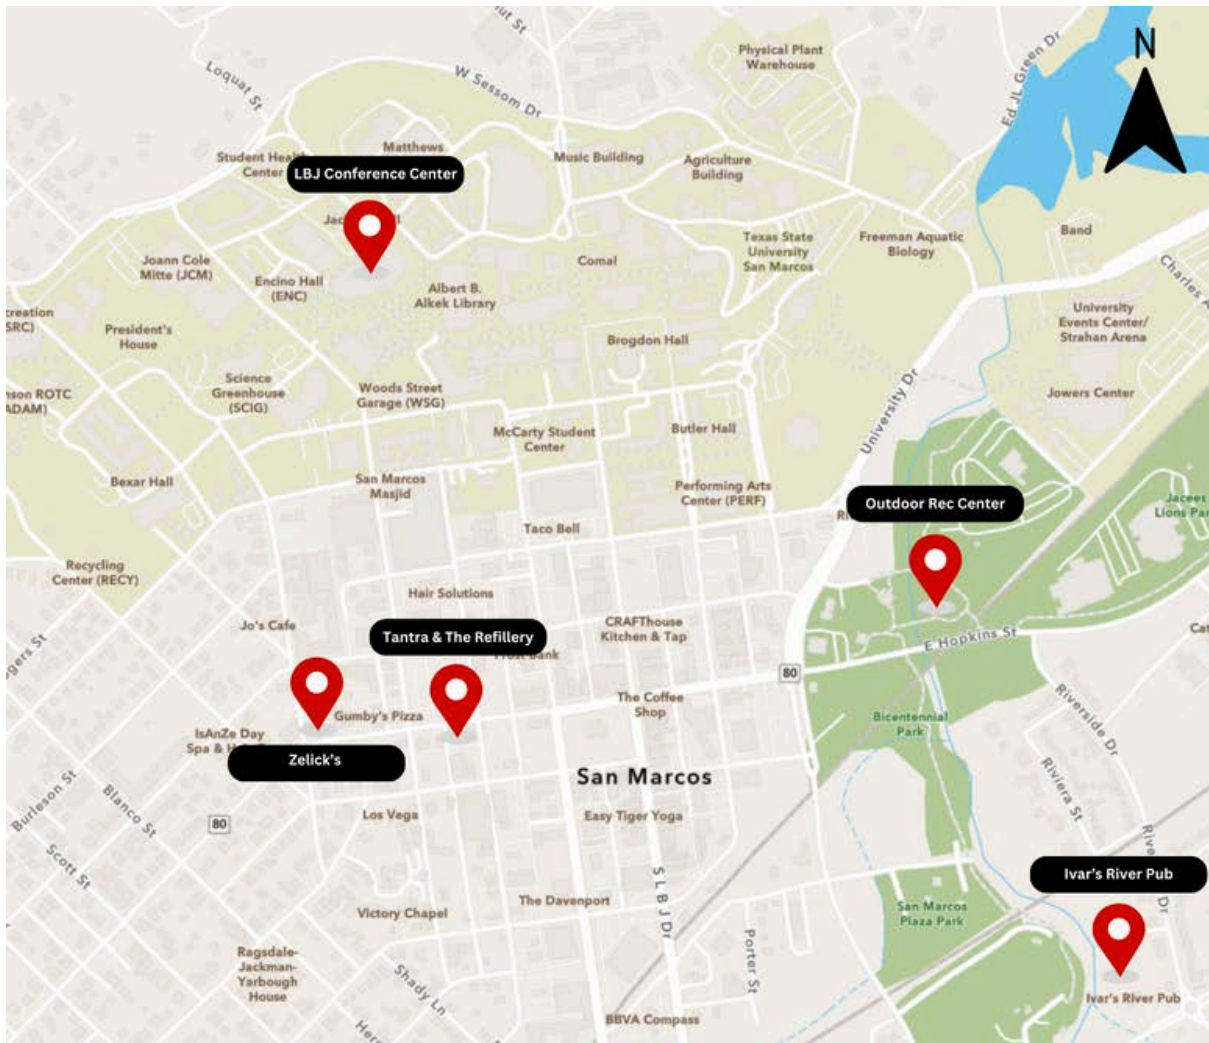 Physical Plant
Warehouse
N
Loquat St
W Sessom Dr
Ed JL Green Dr
Matthews
Student Health
Center
LBJ Conference Center
Music Building
Agriculture
Building
Joann Cole
Mitte (JCM)
Encino Hall
(ENC)
Albert B.
Alkek Library
Comal
Texas State
University
San Marcos
Freeman Aquatic
Biology
Band
University
Events Center/
Strahan Arena
President's
House
Brogdon Hall
Science
Greenhouse
(SCIG)
Woods Street
Garage (WSG)
University Dr
Jowers Center
McCarty Student
Center
Butler Hall
Bexar Hall
San Marcos
Masjid
Performing Arts
Center (PERF)
Outdoor Rec Center
Jacees
Taco Bell
Recycling
Center (RECY)
Hair Solutions
Jo's Cafe
Tantra & The Refillery
CRAFThouse
Kitchen & Tap
Bank
E Hopkins St
80
The Coffee
Shop
Gumby's Pizza
IsAnZe Day
Spa &
Zelick's
Bicentennial
Park
Riverside Dr
San Marcos
Burleson St
Blanco St
80
Los Vega
Easy Tiger Yoga
Riviera St
Scott St
S LBJ Dr
Ivar's River Pub
The Davenport
San Marcos
Plaza Park
Victory Chapel
Porter St
Dr
Ragsdale-
Jackman-
Yarbough
House
Shady Ln
Ivar's River Pub
BBVA Compass